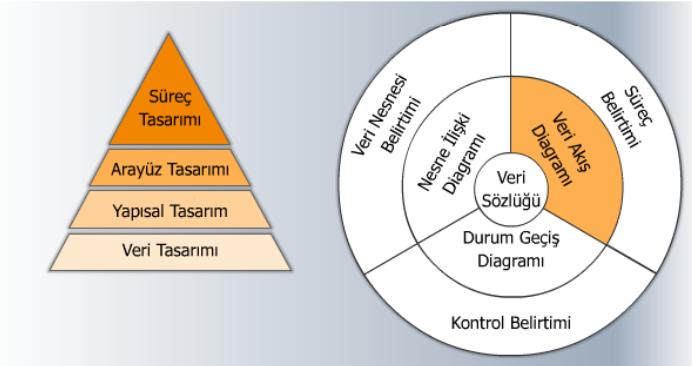 Süreç
Tasarımı
Arayüz Tasarımı
Yapısal Tasarım
Veri Tasarımı
Veri Nesnesi
Belirtimi
Nesne İlişki
Diagramı
Veri Akış
Diagramı
Süreç
Belirtimi
Veri
Sözlüğü
Durum Geçiş
Diagramı
Kontrol Belirtimi